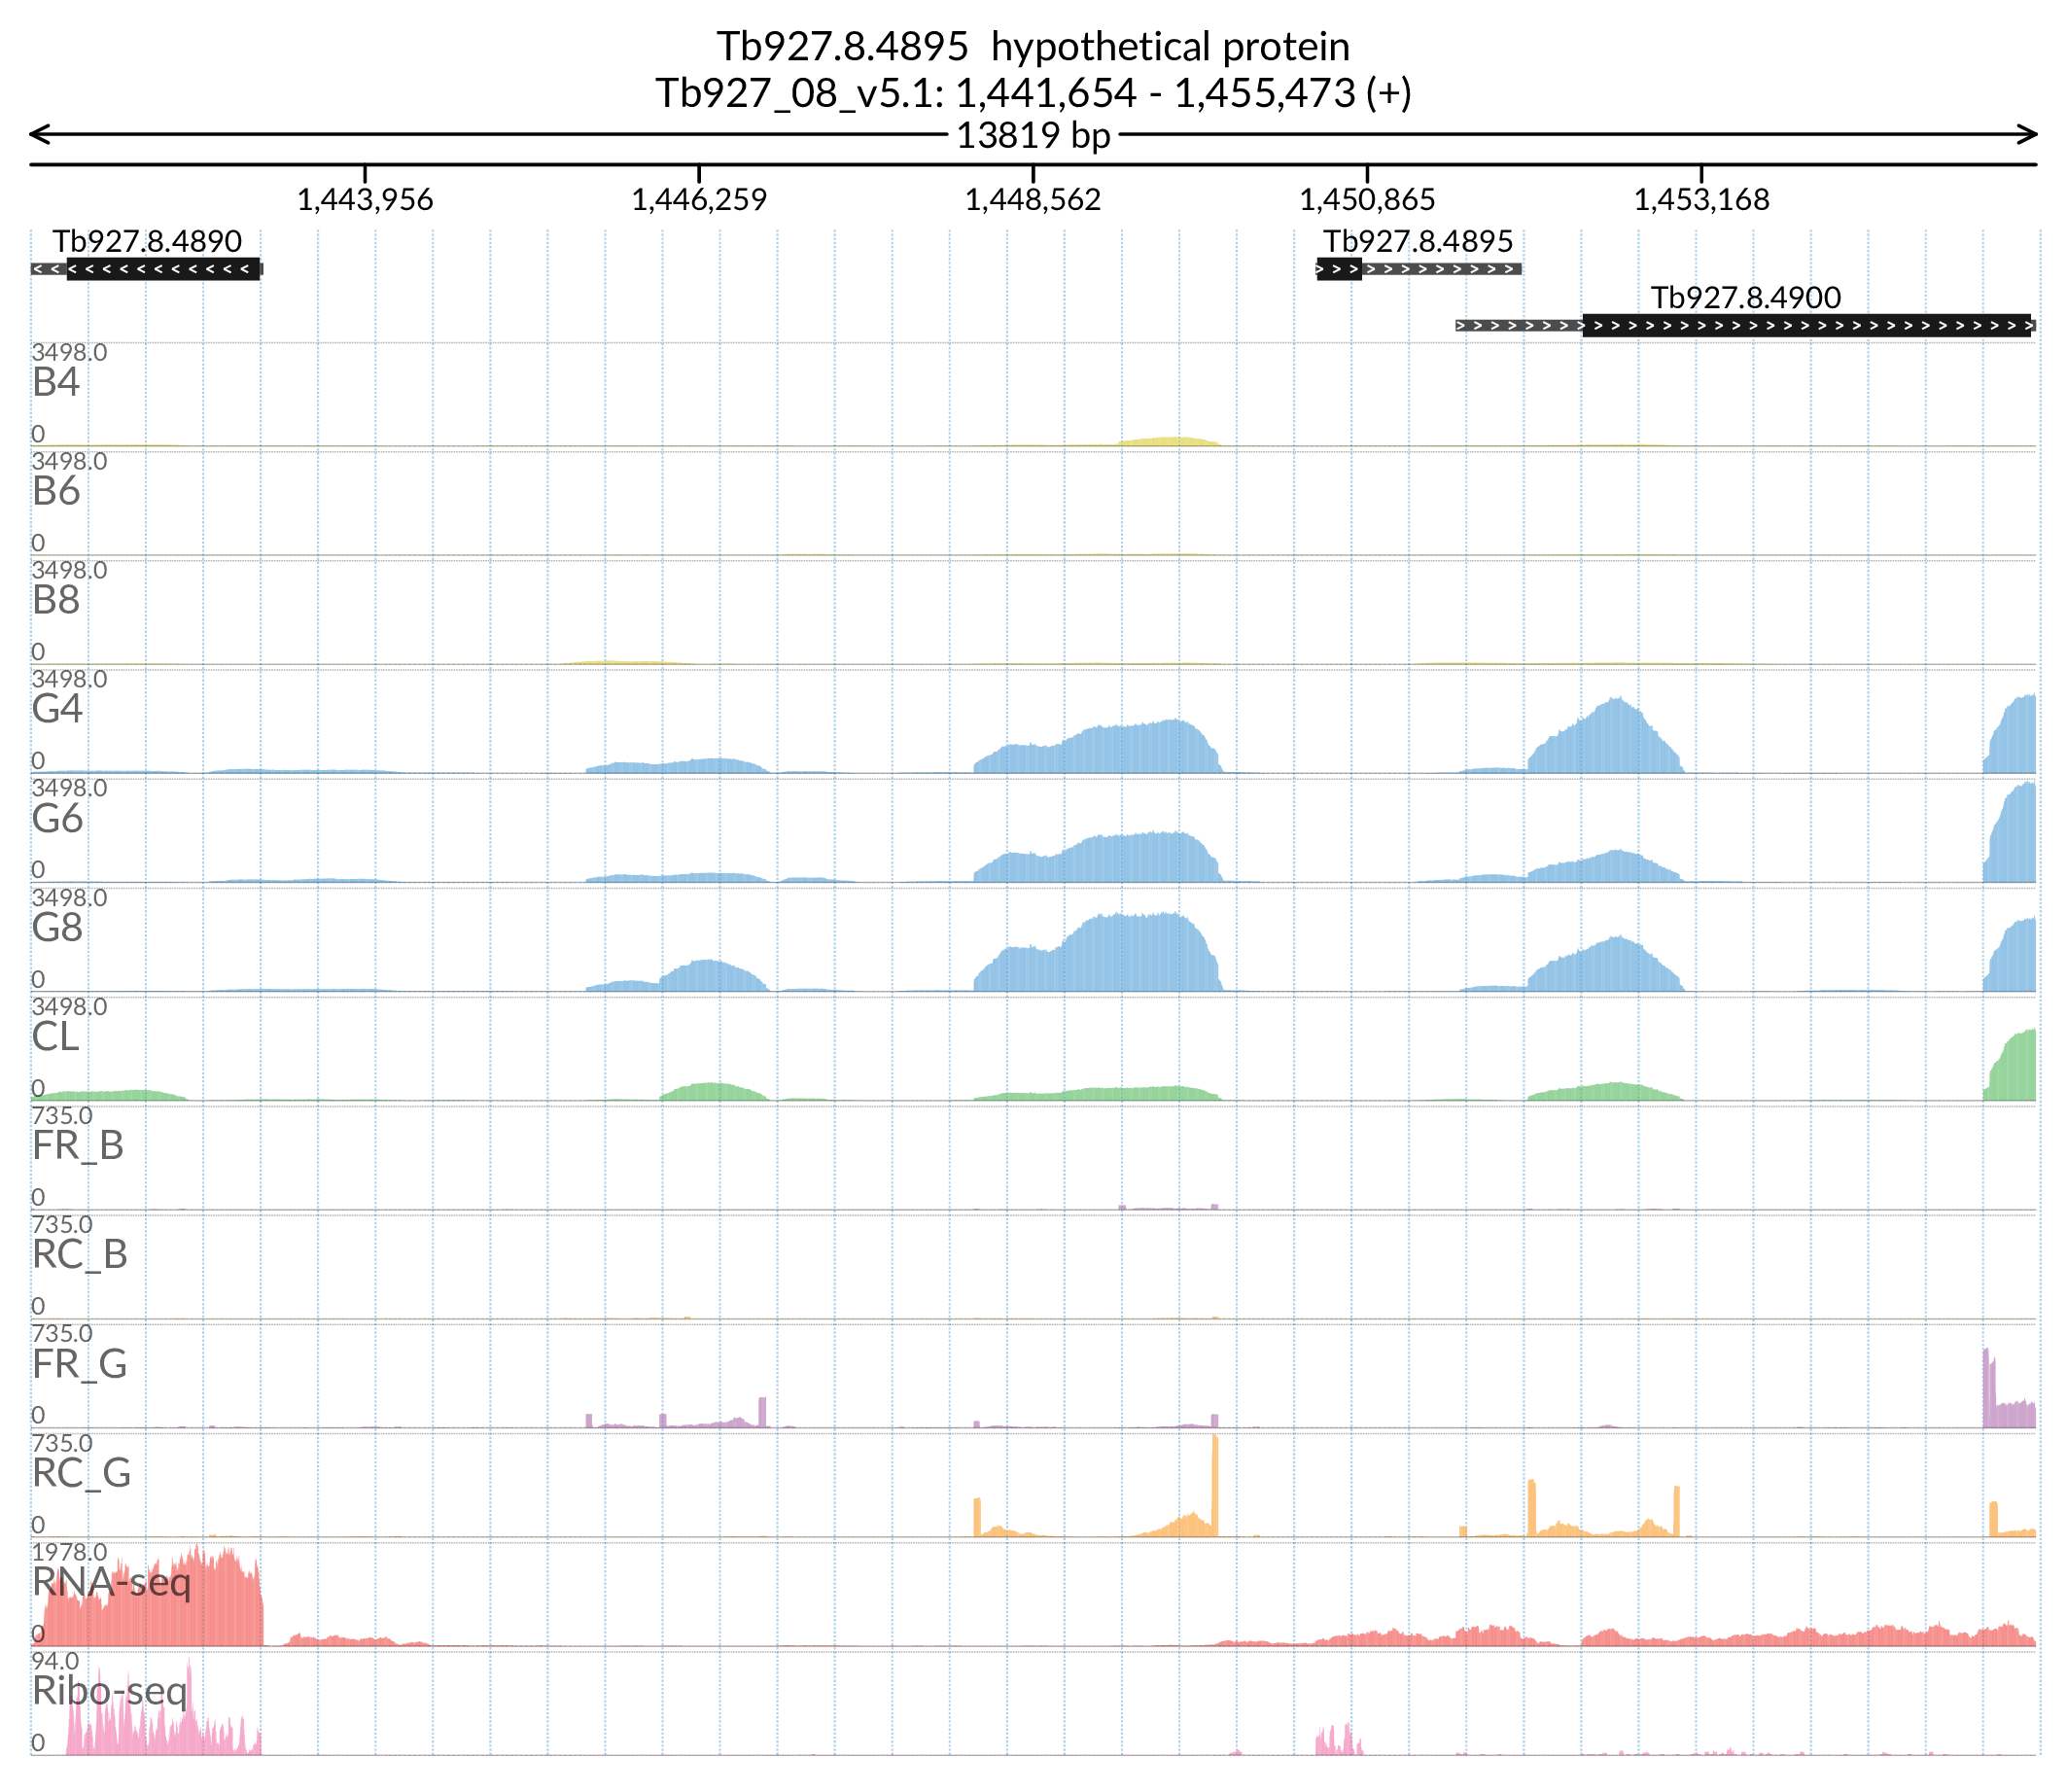 Tb927.8.4895 hypothetical protein
Tb927_08_v5.1: 1,441,654 - 1,455,473 (+)
13819 bp
1,443,956 1,446,259 1,448,562 1,450,865 1,453,168
Tb927.8.4890 Tb927.8.4895
Tb927.8.4900
3498.0
B4
0
3498.0
B6
0
3498.0
B8
0
3498.0
G4
0
3498.0
G6
0
3498.0
G8
0
3498.0
CL
0
735.0
FR_B
0
735.0
RC_B
0
735.0
FR_G
0
735.0
RC_G
0
1978.0
RNA-seq
0
94.0
Ribo-seq
0